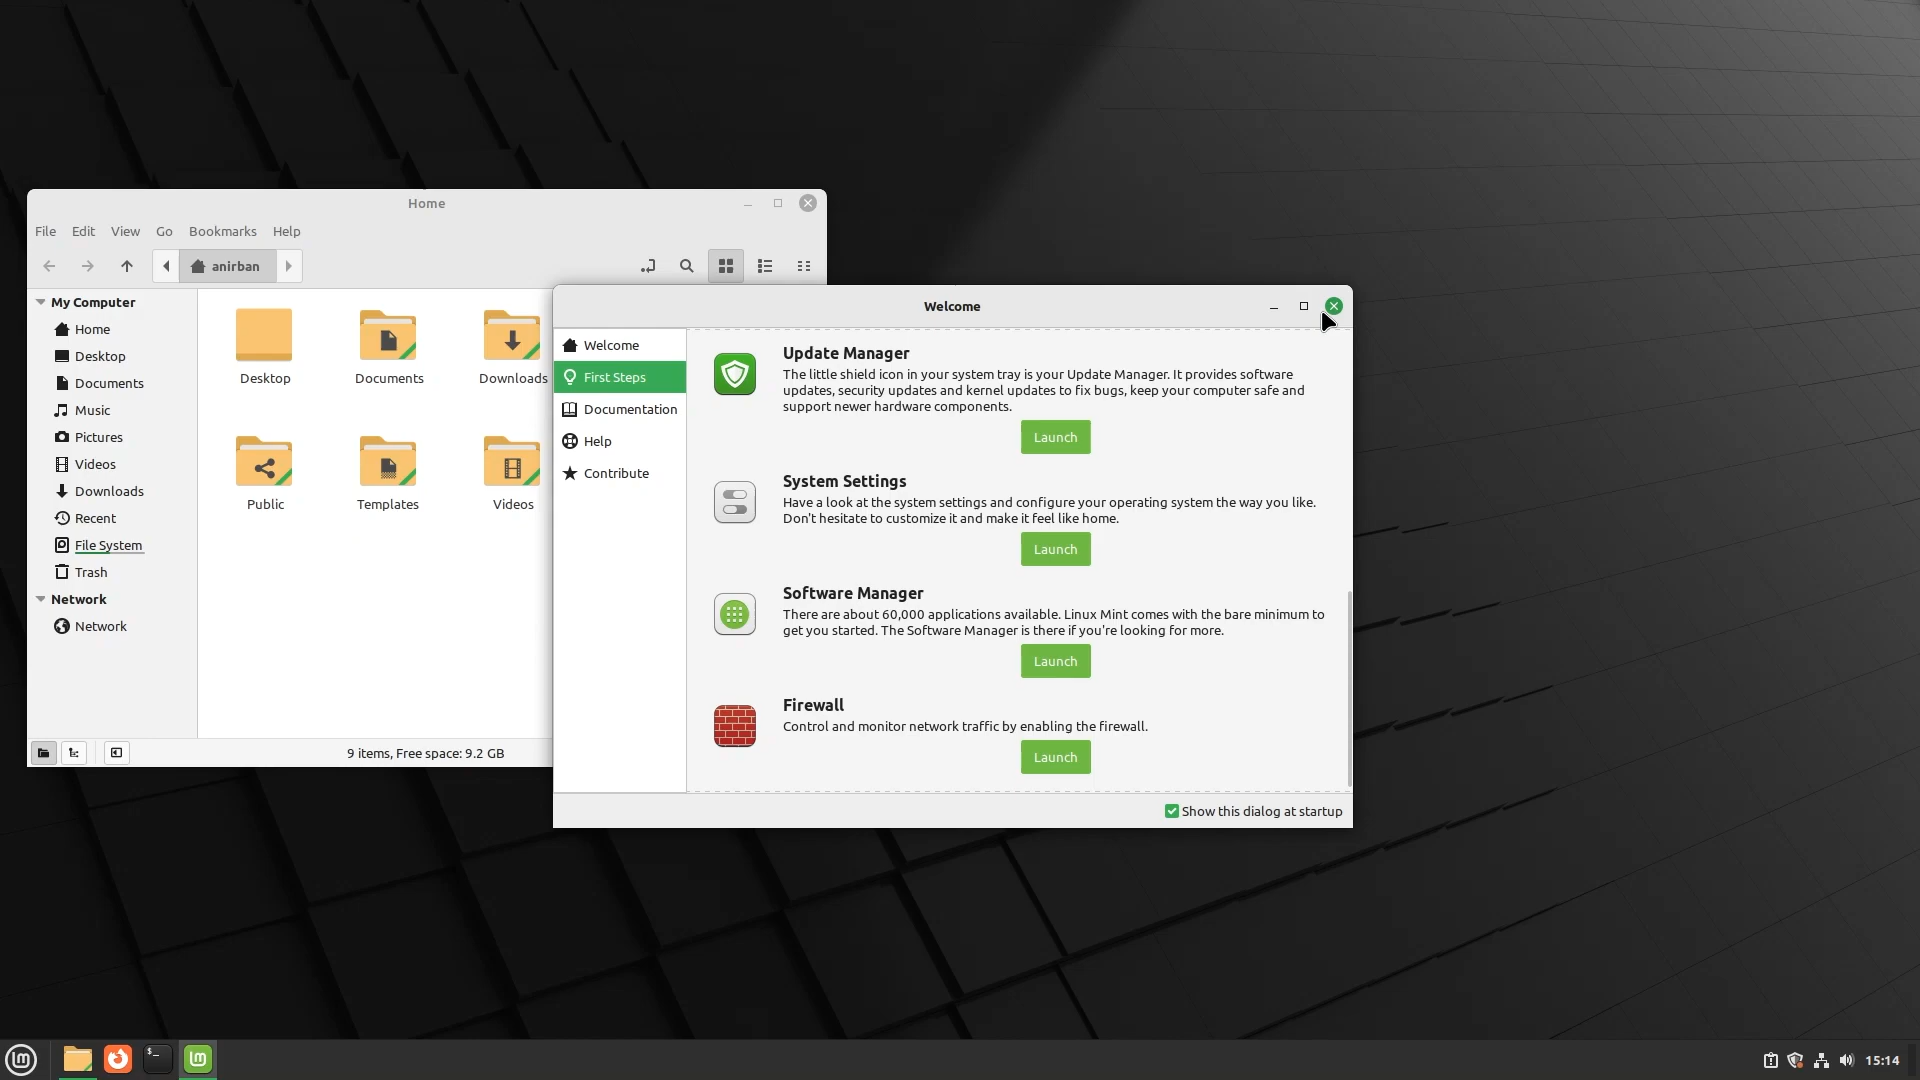 Home
File Edit View Go Bookmarks Help
anirban
My Computer
Home
Desktop
Documents
Music
Pictures
Videos
Downloads
Recent
File System
Trash
Network
Network
Desktop
Documents
Downloads
Public
Templates
Videos
9 items, Free space: 9.2 GB
Welcome
Welcome
First Steps
Documentation
Help
Contribute
Update Manager
The little shield icon in your system tray is your Update Manager. It provides software
updates, security updates and kernel updates to fix bugs, keep your computer safe and
support newer hardware components.
Launch
System Settings
Have a look at the system settings and configure your operating system the way you like.
Don't hesitate to customize it and make it feel like home.
Launch
Software Manager
There are about 60,000 applications available. Linux Mint comes with the bare minimum to
get you started. The Software Manager is there if you're looking for more.
Launch
Firewall
Control and monitor network traffic by enabling the firewall.
Launch
Show this dialog at startup
$_
15:14